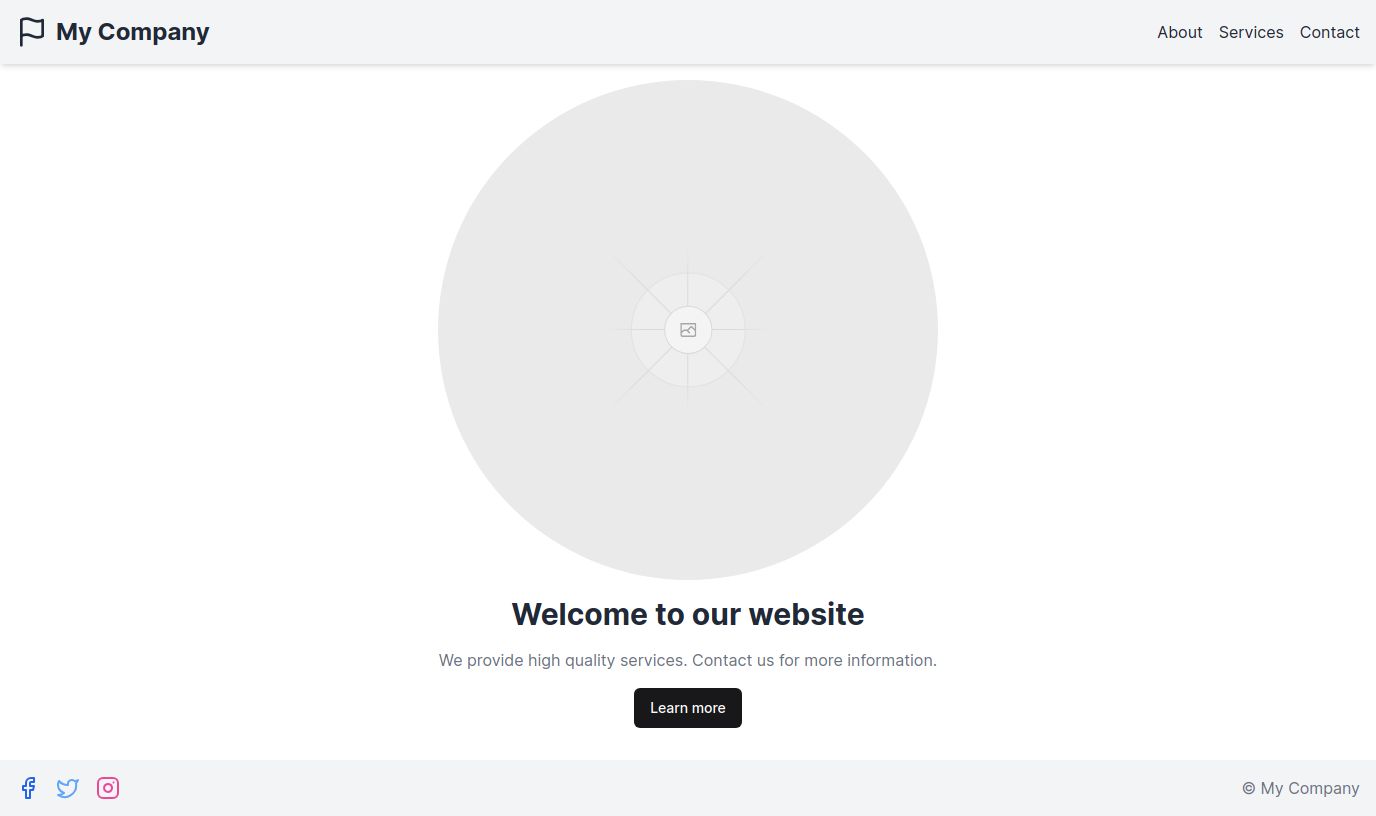 My Company
About Services Contact
Welcome to our website
We provide high quality services. Contact us for more information.
Learn more
© My Company